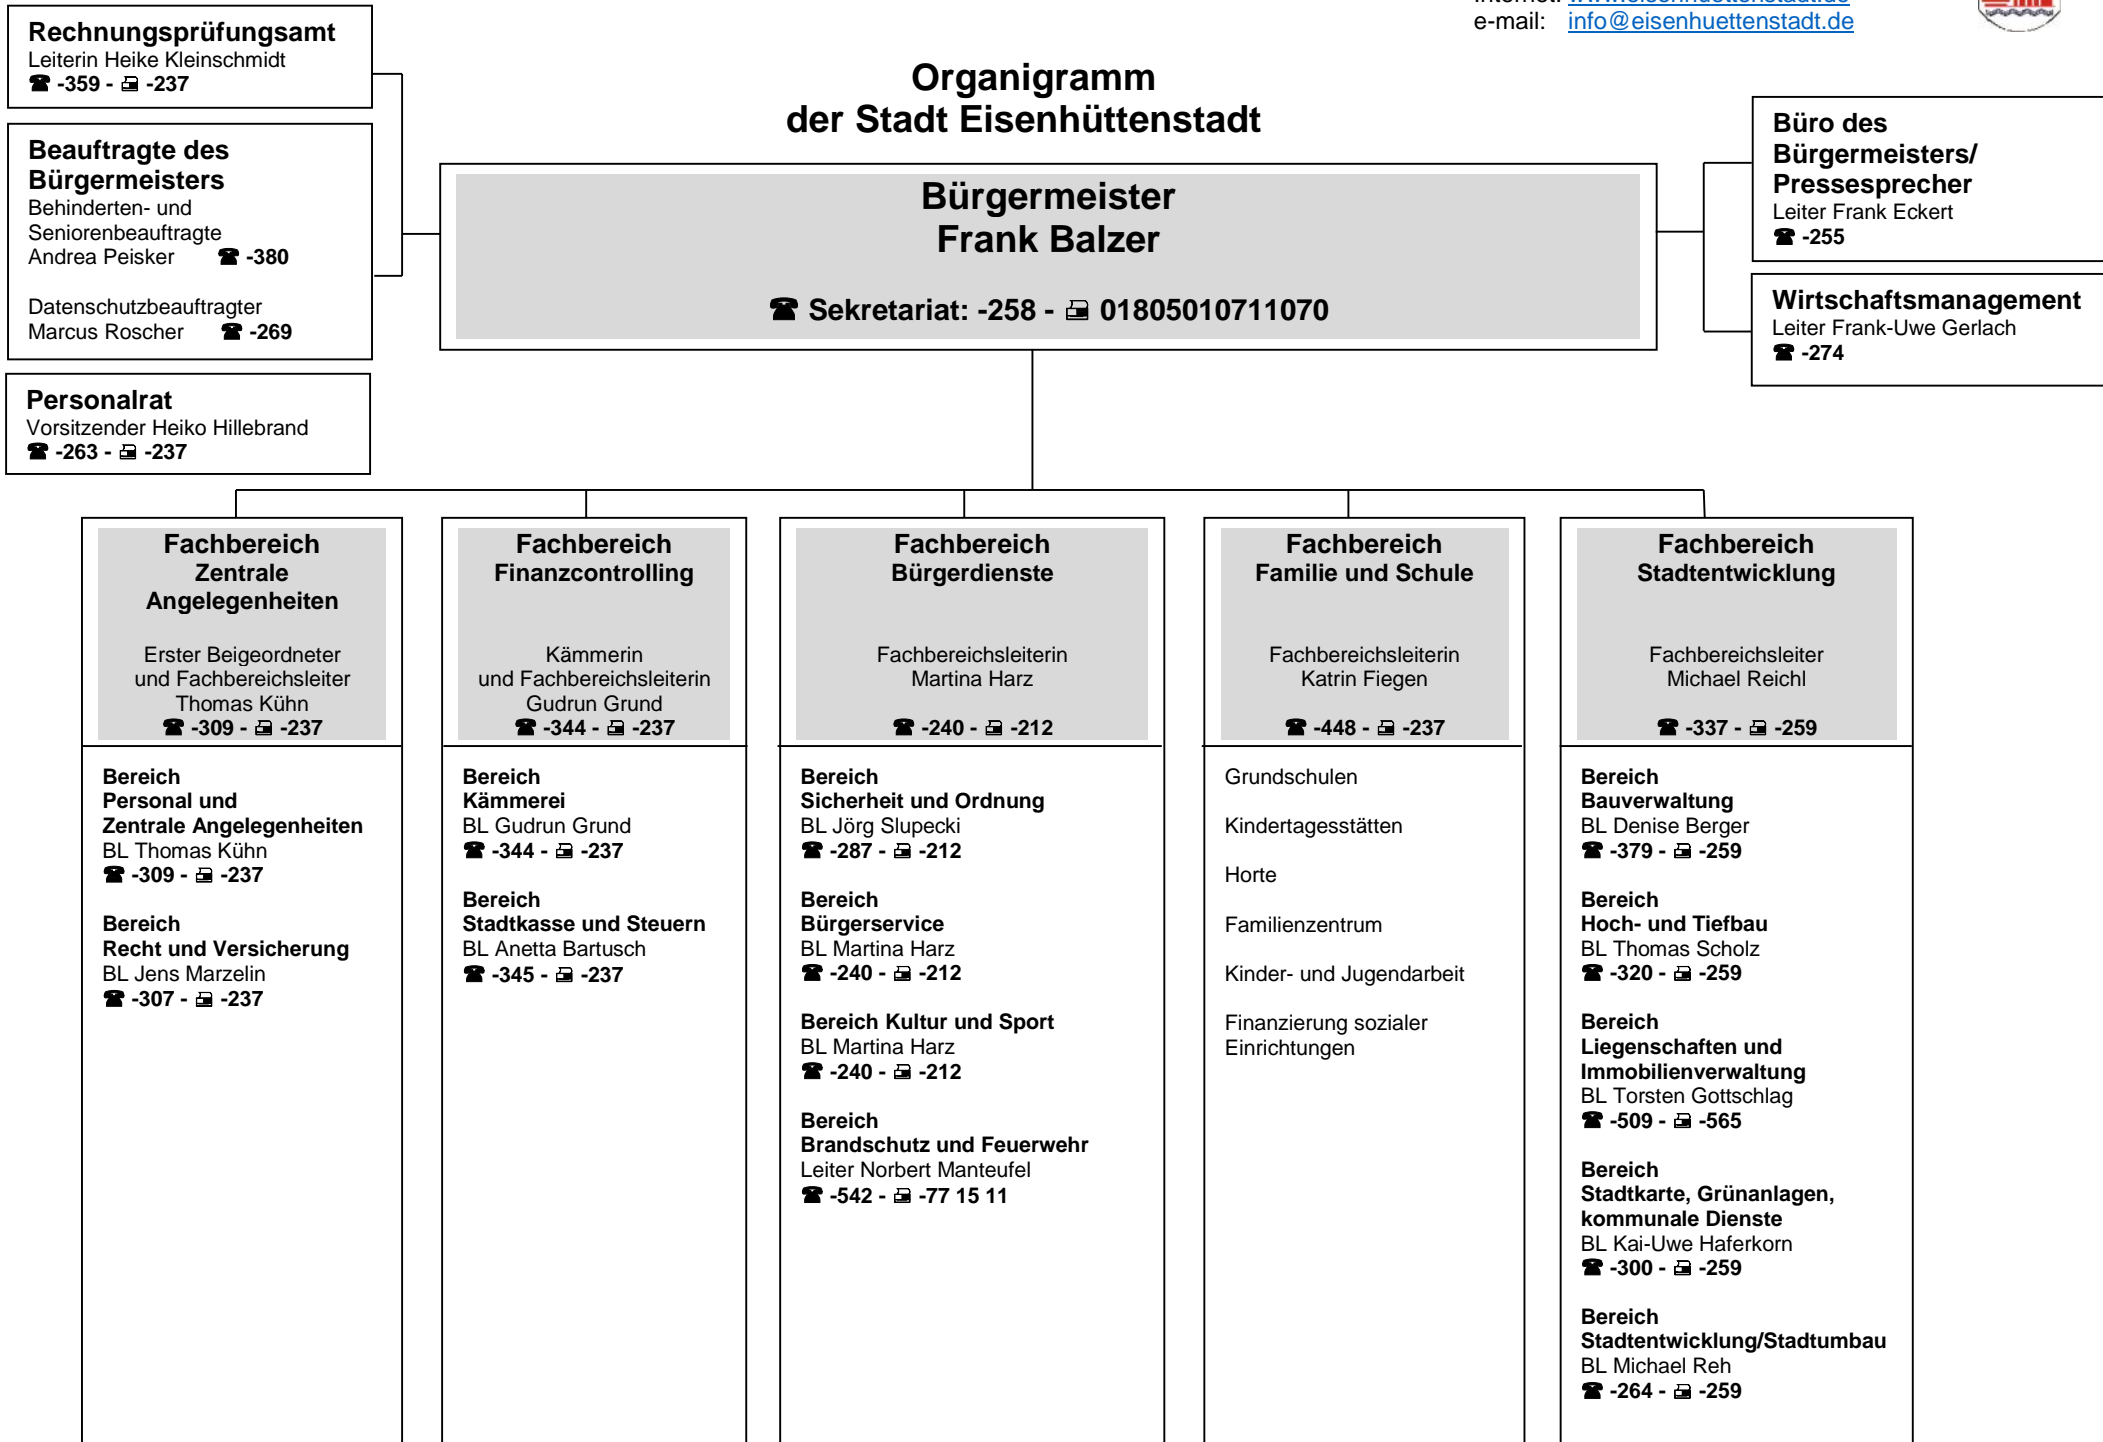 e-mail: info@eisenhuettenstadt.de
Rechnungsprüfungsamt
Leiterin Heike Kleinschmidt
☎ -359 - 🖷 -237
Organigramm
der Stadt Eisenhüttenstadt
Beauftragte des
Bürgermeisters
Behinderten- und
Seniorenbeauftragte
Andrea Peisker ☎ -380
Datenschutzbeauftragter
Marcus Roscher ☎ -269
Personalrat
Vorsitzender Heiko Hillebrand
☎ -263 - 🖷 -237
Bürgermeister
Frank Balzer
☎ Sekretariat: -258 - 🖷 01805010711070
Büro des
Bürgermeisters/
Pressesprecher
Leiter Frank Eckert
☎ -255
Wirtschaftsmanagement
Leiter Frank-Uwe Gerlach
☎ -274
Fachbereich
Zentrale
Angelegenheiten
Erster Beigeordneter
und Fachbereichsleiter
Thomas Kühn
☎ -309 - 🖷 -237
Bereich
Personal und
Zentrale Angelegenheiten
BL Thomas Kühn
☎ -309 - 🖷 -237
Bereich
Recht und Versicherung
BL Jens Marzelin
☎ -307 - 🖷 -237
Fachbereich
Finanzcontrolling
Kämmerin
und Fachbereichsleiterin
Gudrun Grund
☎ -344 - 🖷 -237
Bereich
Kämmerei
BL Gudrun Grund
☎ -344 - 🖷 -237
Bereich
Stadtkasse und Steuern
BL Anetta Bartusch
☎ -345 - 🖷 -237
Fachbereich
Bürgerdienste
Fachbereichsleiterin
Martina Harz
☎ -240 - 🖷 -212
Bereich
Sicherheit und Ordnung
BL Jörg Slupecki
☎ -287 - 🖷 -212
Bereich
Bürgerservice
BL Martina Harz
☎ -240 - 🖷 -212
Bereich Kultur und Sport
BL Martina Harz
☎ -240 - 🖷 -212
Bereich
Brandschutz und Feuerwehr
Leiter Norbert Manteufel
☎ -542 - 🖷 -77 15 11
Fachbereich
Familie und Schule
Fachbereichsleiterin
Katrin Fiegen
☎ -448 - 🖷 -237
Grundschulen
Kindertagesstätten
Horte
Familienzentrum
Kinder- und Jugendarbeit
Finanzierung sozialer
Einrichtungen
Fachbereich
Stadtentwicklung
Fachbereichsleiter
Michael Reichl
☎ -337 - 🖷 -259
Bereich
Bauverwaltung
BL Denise Berger
☎ -379 - 🖷 -259
Bereich
Hoch- und Tiefbau
BL Thomas Scholz
☎ -320 - 🖷 -259
Bereich
Liegenschaften und
Immobilienverwaltung
BL Torsten Gottschlag
☎ -509 - 🖷 -565
Bereich
Stadtkarte, Grünanlagen,
kommunale Dienste
BL Kai-Uwe Haferkorn
☎ -300 - 🖷 -259
Bereich
Stadtentwicklung/Stadtumbau
BL Michael Reh
☎ -264 - 🖷 -259